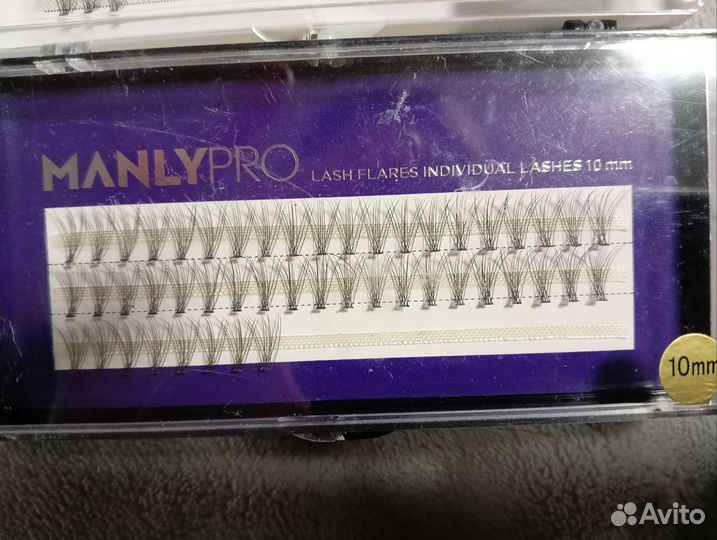 MANLYPRO LASH FLARES INDIVIDUAL LASHES 10 mm
10mm
Avito